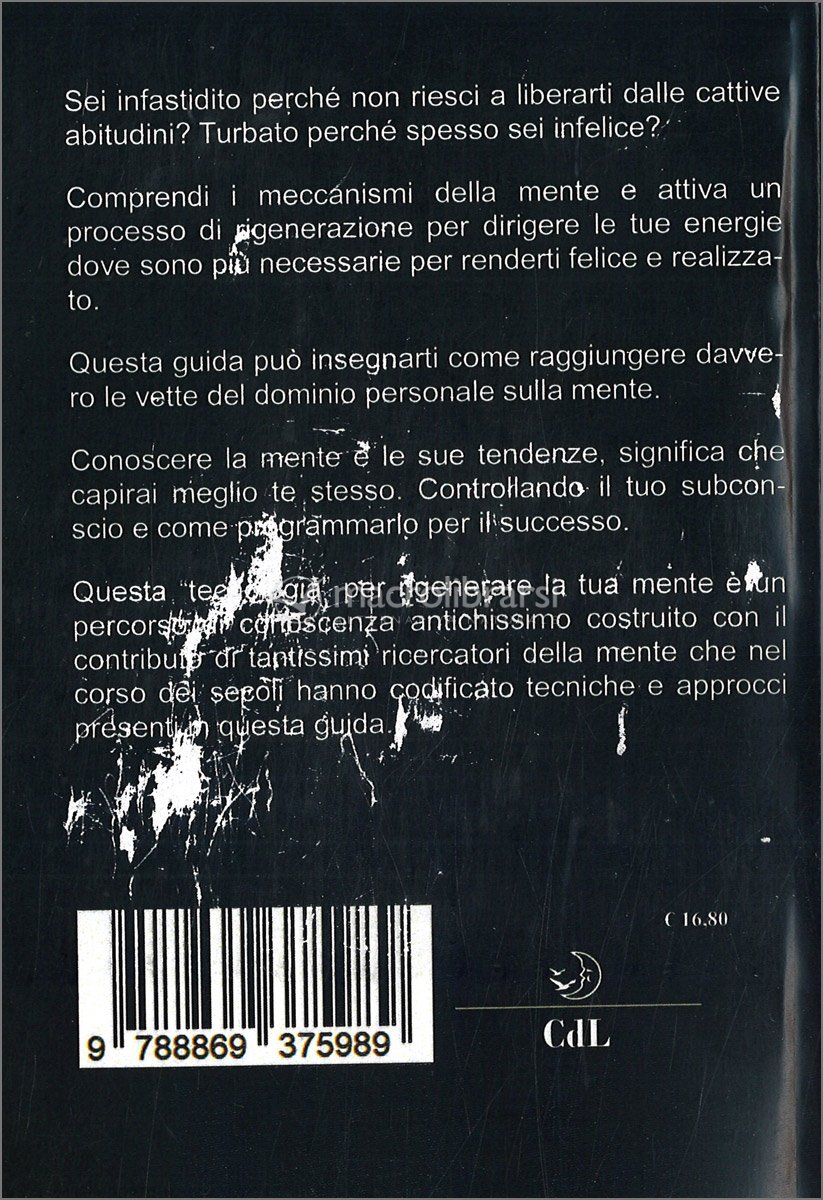 Sei infastidito perché non riesci a liberarti dalle cattive
abitudini? Turbato perché spesso sei infelice?
Comprendi i meccanismi della mente e attiva un
processo di rigenerazione per dirigere le tue energie
dove sono più necessarie per renderti felice e realizza-
to.
Questa guida può insegnarti come raggiungere davve-
ro le vette del dominio personale sulla mente.
Conoscere la mente e le sue tendenze, significa che
capirai meglio te stesso. Controllando il tuo subcon-
scio e come programmarlo per il successo.
Questa "tecnologia" per rigenerare la tua mente è un
percorso di conoscenza antichissimo costruito con il
contributo di tantissimi ricercatori della mente che nel
corso dei secoli hanno codificato tecniche e approcci
presenti in questa guida.
macrolibrarsi
€ 16,80
CdL
9 788869 375989